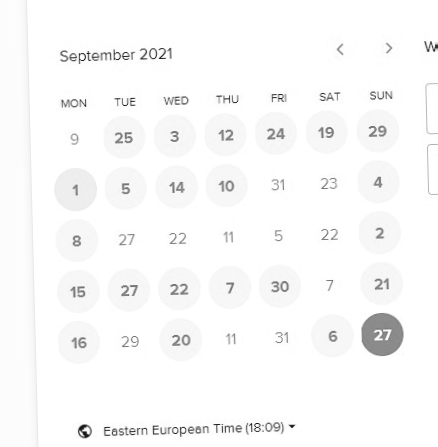 September 2021
MON TUE WED THU FRI SAT SUN
9 25 3 12 24 19 29
1 5 14 10 31 23 4
8 27 22 11 5 22 2
15 27 22 7 30 7 21
16 29 20 11 31 6 27
Eastern European Time (18:09)